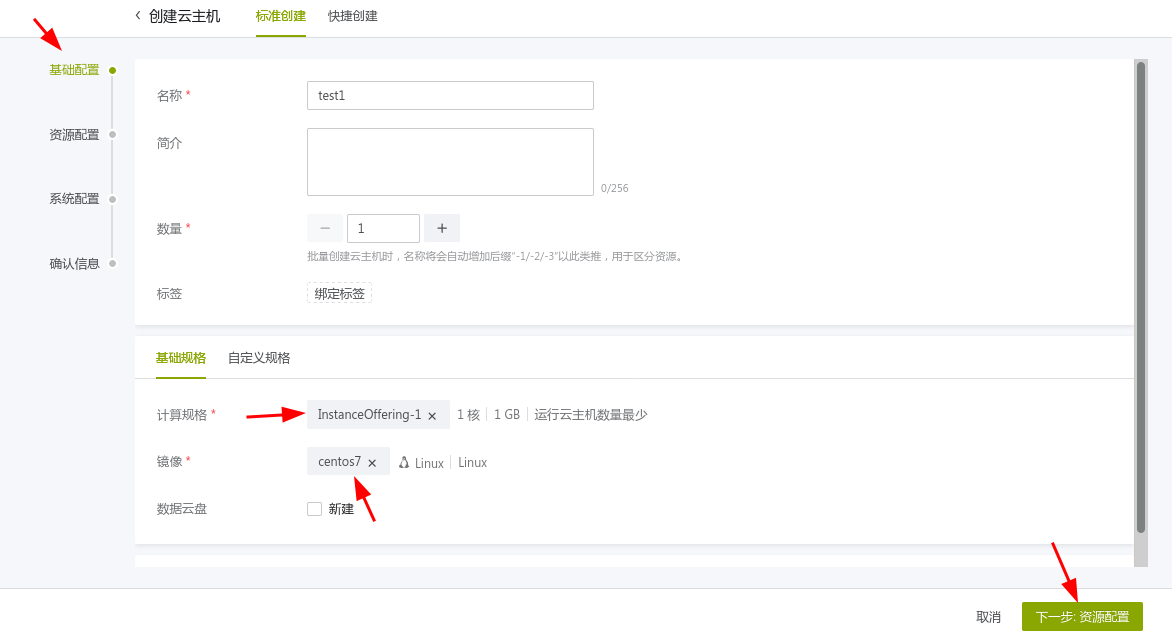 创建云主机 标准创建 快捷创建
基础配置
资源配置
系统配置
确认信息
名称 * test1
简介
0/256
数量 * 1
批量创建云主机时，名称将会自动增加后缀"-1/-2/-3"以此类推，用于区分资源。
标签 绑定标签
基础规格 自定义规格
计算规格 * InstanceOffering-1 × 1 核 1 GB 运行云主机数量最少
镜像 * centos7 × Linux Linux
数据云盘 新建
取消 下一步: 资源配置